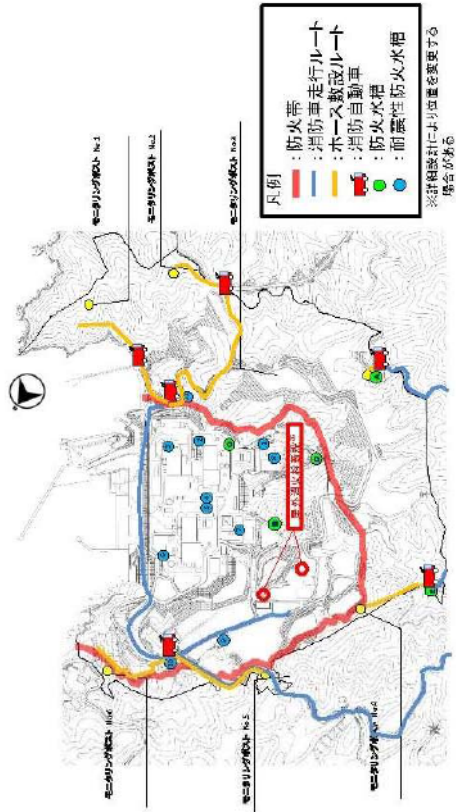 モニタリングポスト No.1
モニタリングポスト No.2
モニタリングポスト No.3
モニタリングポスト No.4
モニタリングポスト No.5
モニタリングポスト No.6
凡例
：防火帯
：消防車走行ルート
：ホース敷設ルート
：消防自動車
：防火水槽
：耐震性防火水槽
※詳細設計により位置を変更する
場合がある